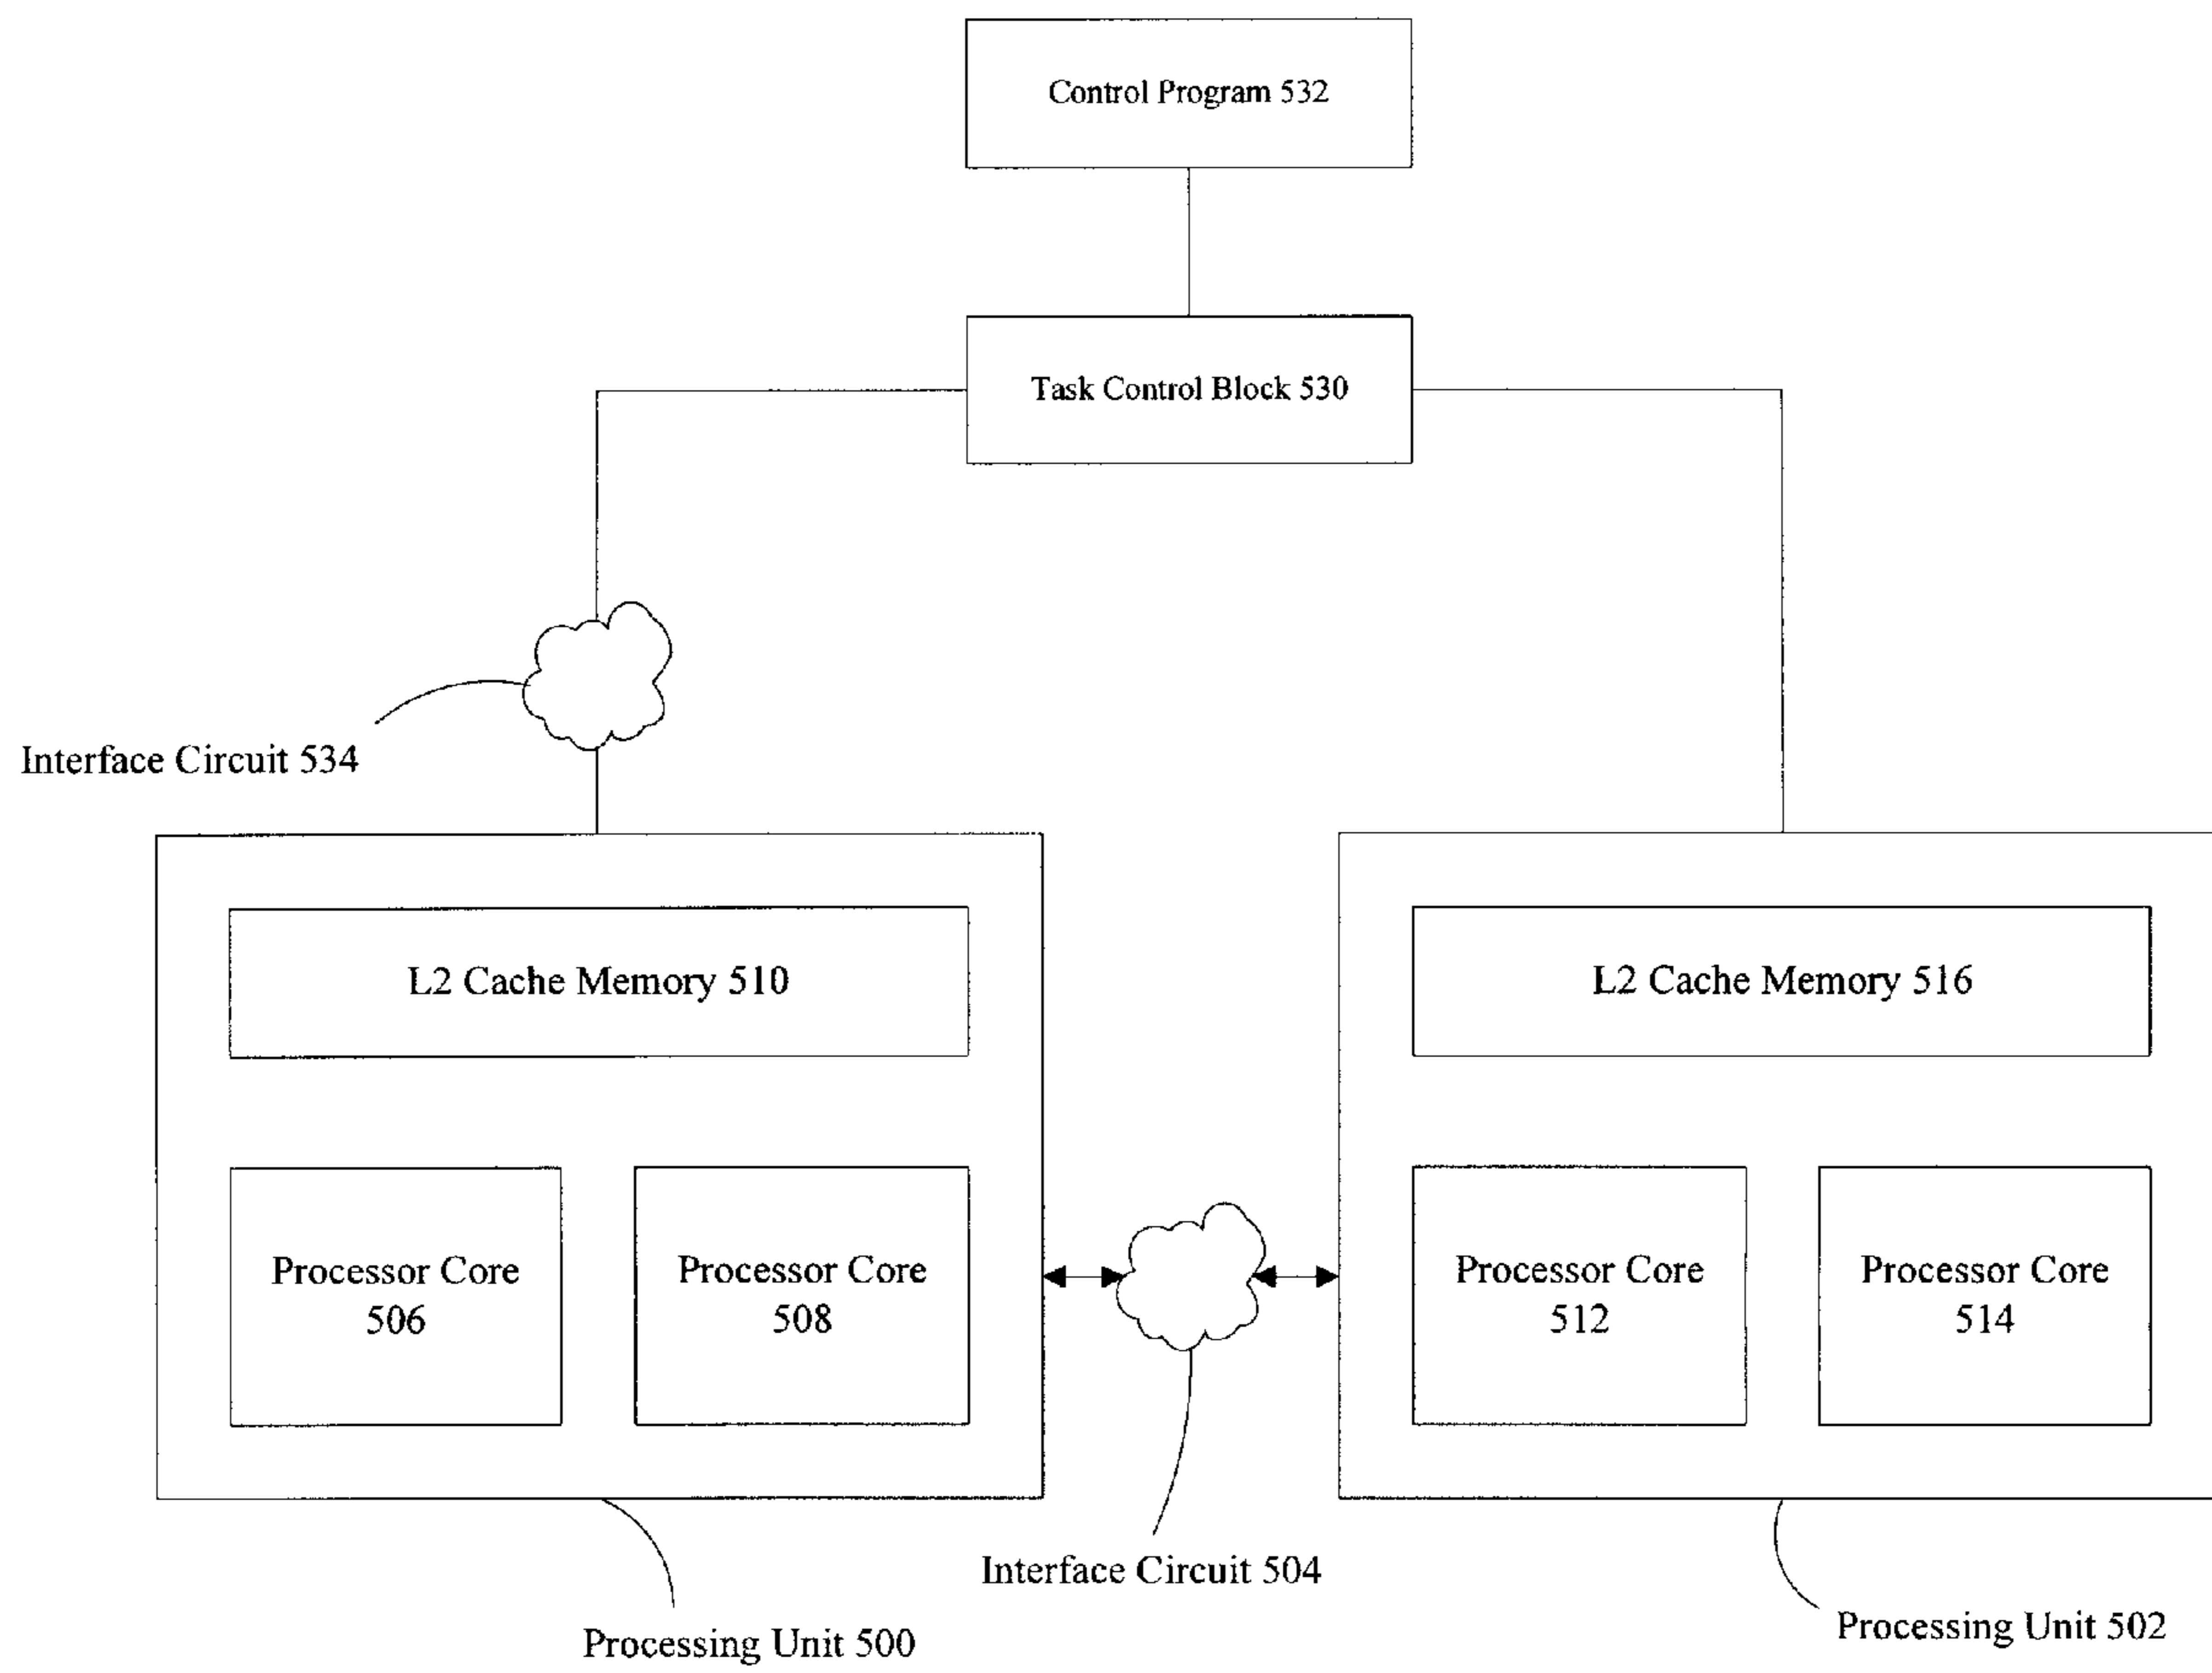 Control Program 532
Task Control Block 530
Interface Circuit 534
L2 Cache Memory 510
L2 Cache Memory 516
Processor Core
506
Processor Core
508
Processor Core
512
Processor Core
514
Interface Circuit 504
Processing Unit 500
Processing Unit 502